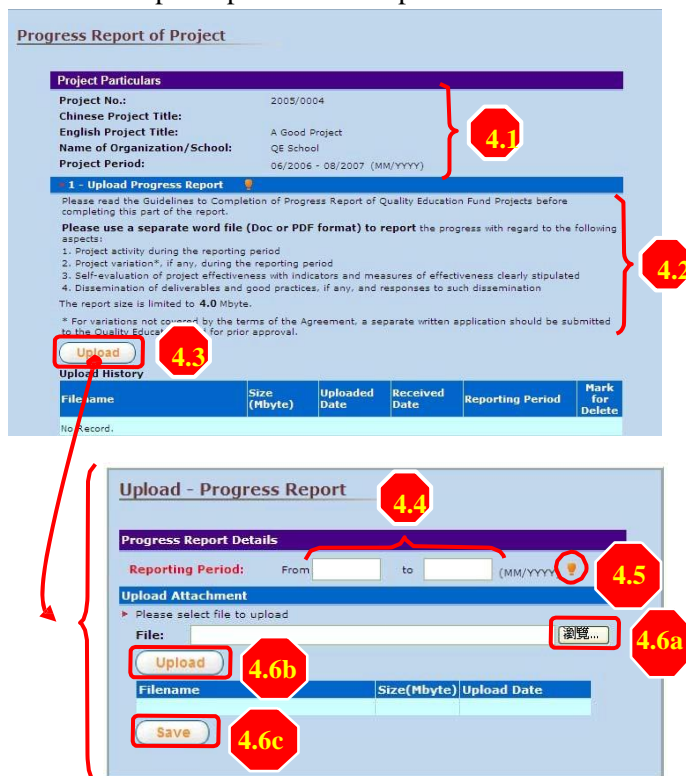 Progress Report of Project
Project Particulars
Project No.: 2005/0004
Chinese Project Title:
English Project Title: A Good Project
Name of Organization/School: QE School
Project Period: 06/2006 - 08/2007 (MM/YYYY)
4.1
1 - Upload Progress Report
Please read the Guidelines to Completion of Progress Report of Quality Education Fund Projects before
completing this part of the report.
Please use a separate word file (Doc or PDF format) to report the progress with regard to the following
aspects:
1. Project activity during the reporting period
2. Project variation*, if any, during the reporting period
3. Self-evaluation of project effectiveness with indicators and measures of effectiveness clearly stipulated
4. Dissemination of deliverables and good practices, if any, and responses to such dissemination
4.2
The report size is limited to 4.0 Mbyte.
* For variations not covered by the terms of the Agreement, a separate written application should be submitted
to the Quality Education for prior approval.
Upload
4.3
Upload History
Filename Size (Mbyte) Uploaded Date Received Date Reporting Period Mark for Delete
No Record.
Upload - Progress Report
4.4
Progress Report Details
Reporting Period: From to (MM/YYYY)
4.5
Upload Attachment
Please select file to upload
File: 瀏覽...
4.6a
Upload
4.6b
Filename Size(Mbyte) Upload Date
Save
4.6c